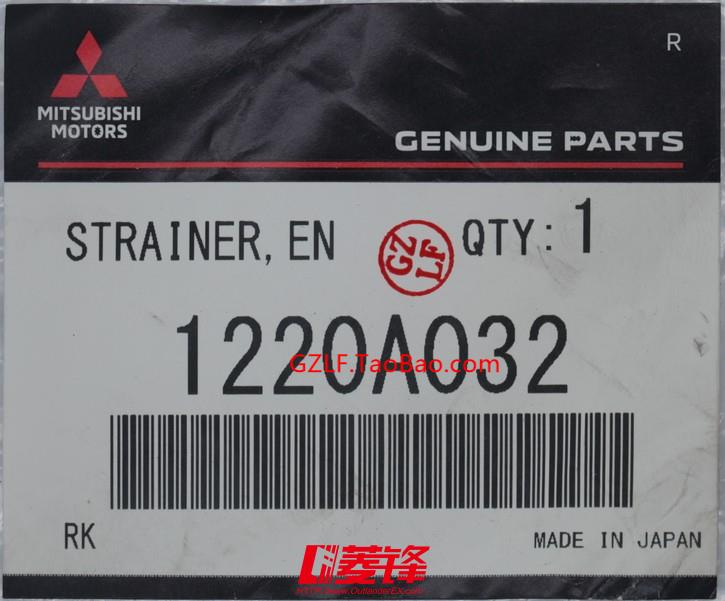 R
MITSUBISHI
MOTORS
GENUINE PARTS
STRAINER, EN
GZ
LF
QTY: 1
1220A032
GZLF.TaoBao.com
RK
MADE IN JAPAN
菱锋